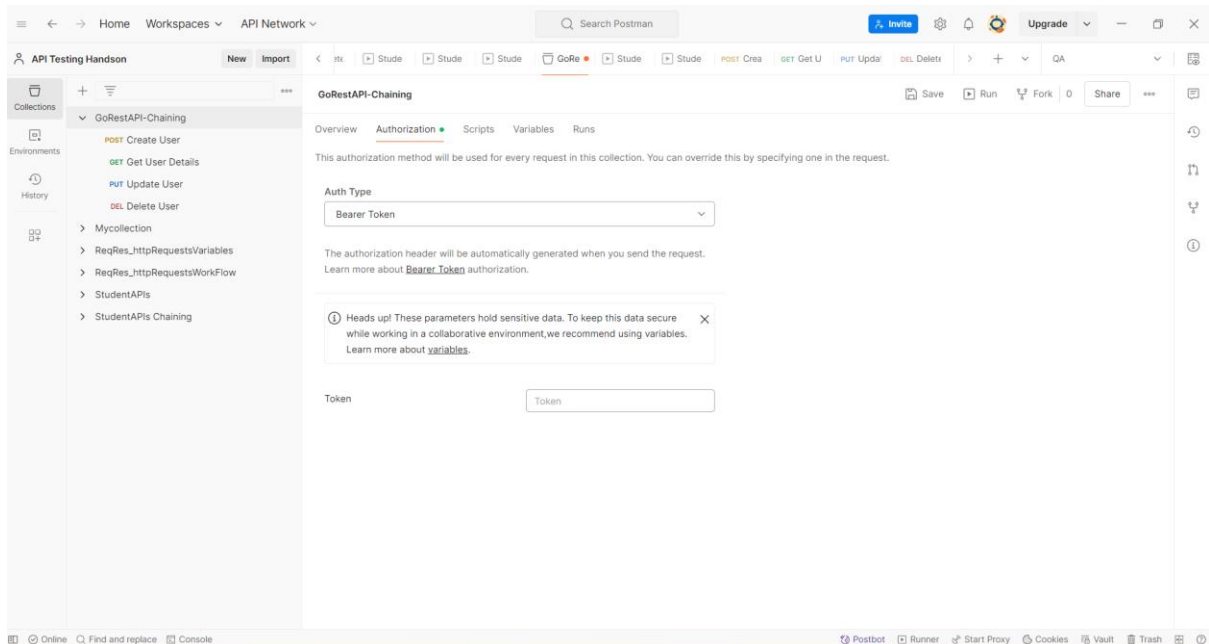 Home Workspaces API Network Search Postman Invite Upgrade
API Testing Handson New Import Stude Stude Stude GoRe Stude Stude POST Crea GET Get U PUT Updat DEL Delete QA
Collections
Environments
History
GoRestAPI-Chaining
POST Create User
GET Get User Details
PUT Update User
DEL Delete User
Mycollection
ReqRes_httpRequestsVariables
ReqRes_httpRequestsWorkFlow
StudentAPIs
StudentAPIs Chaining
GoRestAPI-Chaining Save Run Fork 0 Share
Overview Authorization Scripts Variables Runs
This authorization method will be used for every request in this collection. You can override this by specifying one in the request.
Auth Type
Bearer Token
The authorization header will be automatically generated when you send the request.
Learn more about Bearer Token authorization.
Heads up! These parameters hold sensitive data. To keep this data secure
while working in a collaborative environment,we recommend using variables.
Learn more about variables.
Token Token
Online Find and replace Console Postbot Runner Start Proxy Cookies Vault Trash